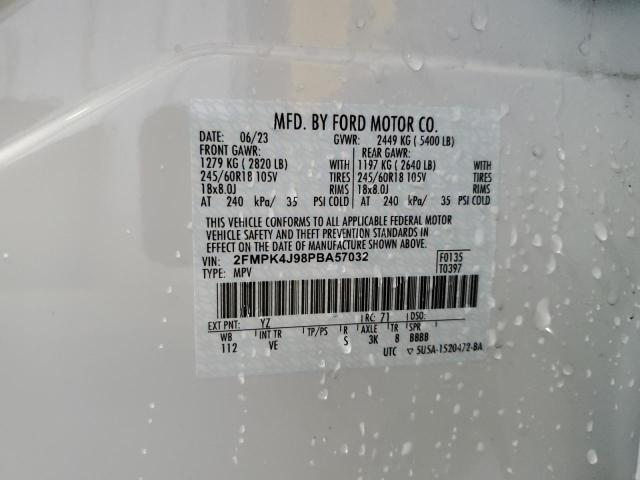 MFD. BY FORD MOTOR CO.
DATE: 06/23 GVWR: 2449 KG ( 5400 LB)
FRONT GAWR: REAR GAWR:
1279 KG ( 2820 LB) WITH 1197 KG ( 2640 LB) WITH
245/60R18 105V TIRES 245/60R18 105V TIRES
18x8.0J RIMS 18x8.0J RIMS
AT 240 kPa/ 35 PSI COLD AT 240 kPa/ 35 PSI COLD
THIS VEHICLE CONFORMS TO ALL APPLICABLE FEDERAL MOTOR
VEHICLE SAFETY AND THEFT PREVENTION STANDARDS IN
EFFECT ON THE DATE OF MANUFACTURE SHOWN ABOVE.
VIN: 2FMPK4J98PBA57032 F0135
TYPE: MPV T0397
EXT PNT: YZ RC: 71 DSO:
WB INT TR TP/PS R AXLE TR SPR
112 VE S 3K 8 BBBB
UTC ▽ 5U5A-1520472-BA